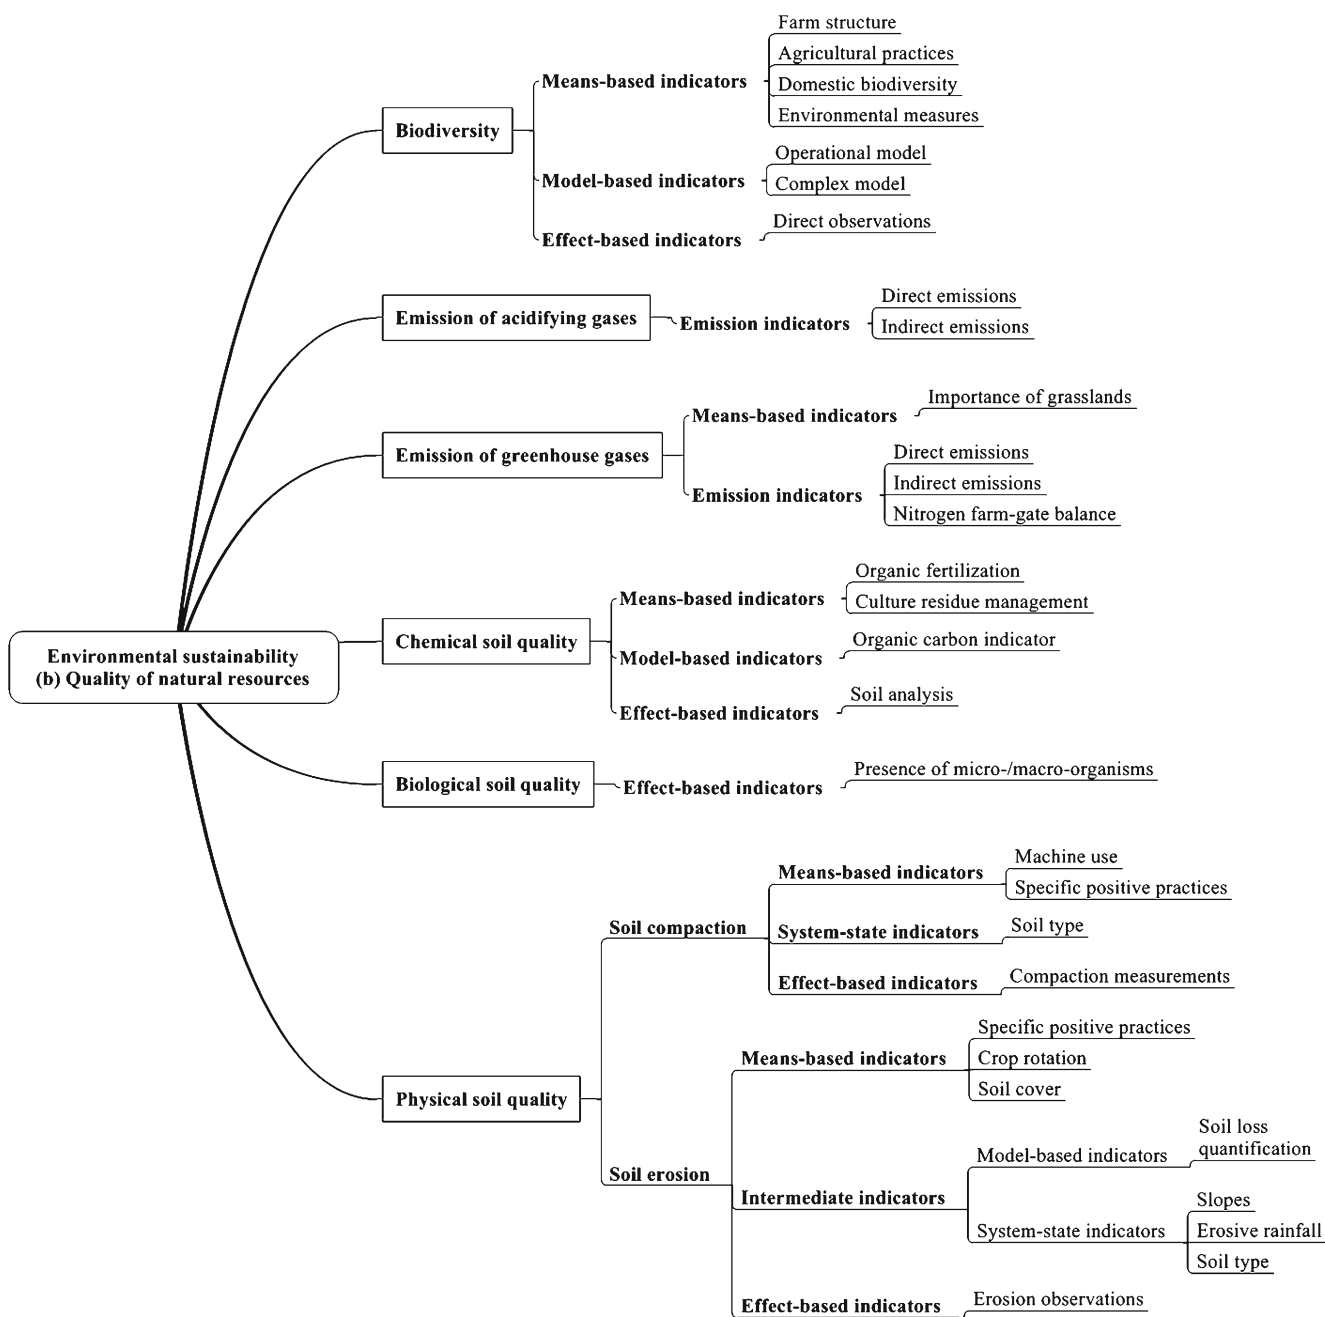 Environmental sustainability
(b) Quality of natural resources
Biodiversity
Means-based indicators
Farm structure
Agricultural practices
Domestic biodiversity
Environmental measures
Model-based indicators
Operational model
Complex model
Effect-based indicators
Direct observations
Emission of acidifying gases
Emission indicators
Direct emissions
Indirect emissions
Emission of greenhouse gases
Means-based indicators
Importance of grasslands
Emission indicators
Direct emissions
Indirect emissions
Nitrogen farm-gate balance
Chemical soil quality
Means-based indicators
Organic fertilization
Culture residue management
Model-based indicators
Organic carbon indicator
Effect-based indicators
Soil analysis
Biological soil quality
Effect-based indicators
Presence of micro-/macro-organisms
Physical soil quality
Soil compaction
Means-based indicators
Machine use
Specific positive practices
System-state indicators
Soil type
Effect-based indicators
Compaction measurements
Soil erosion
Means-based indicators
Specific positive practices
Crop rotation
Soil cover
Intermediate indicators
Model-based indicators
Soil loss
quantification
System-state indicators
Slopes
Erosive rainfall
Soil type
Effect-based indicators
Erosion observations